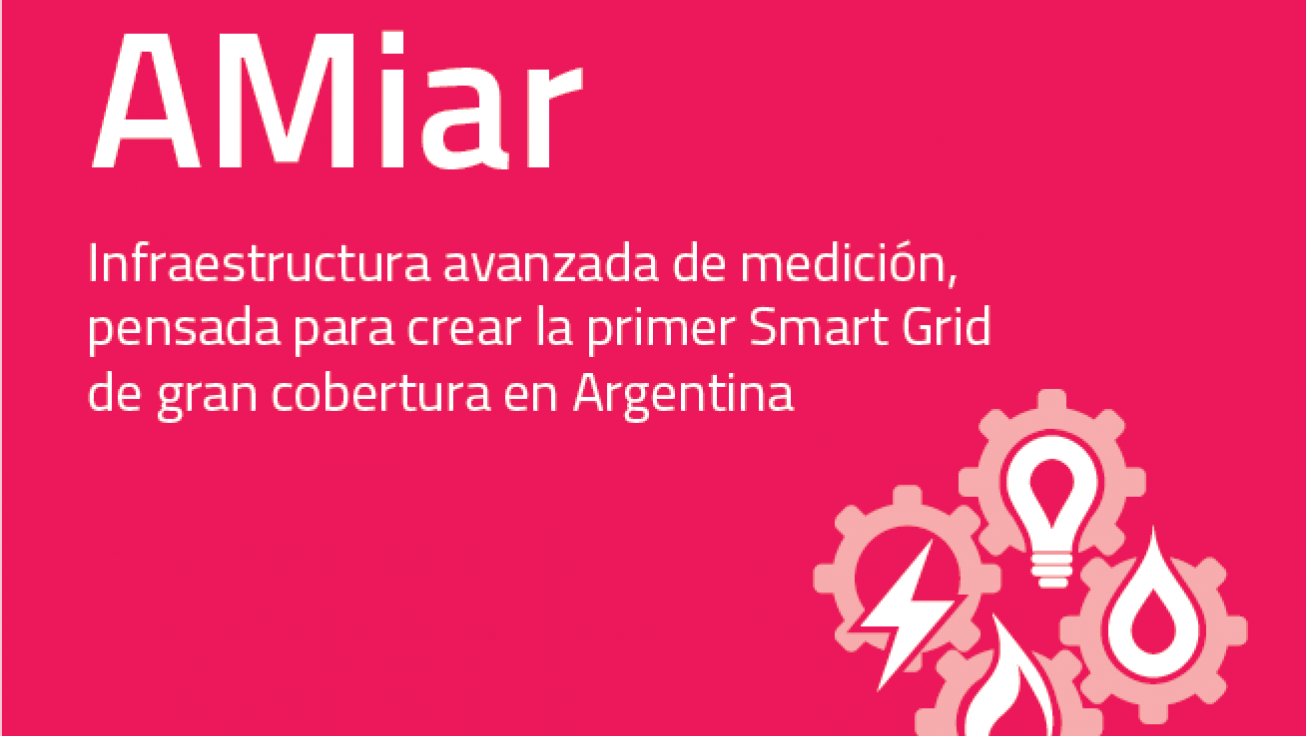 AMiar
Infraestructura avanzada de medición,
pensada para crear la primer Smart Grid
de gran cobertura en Argentina